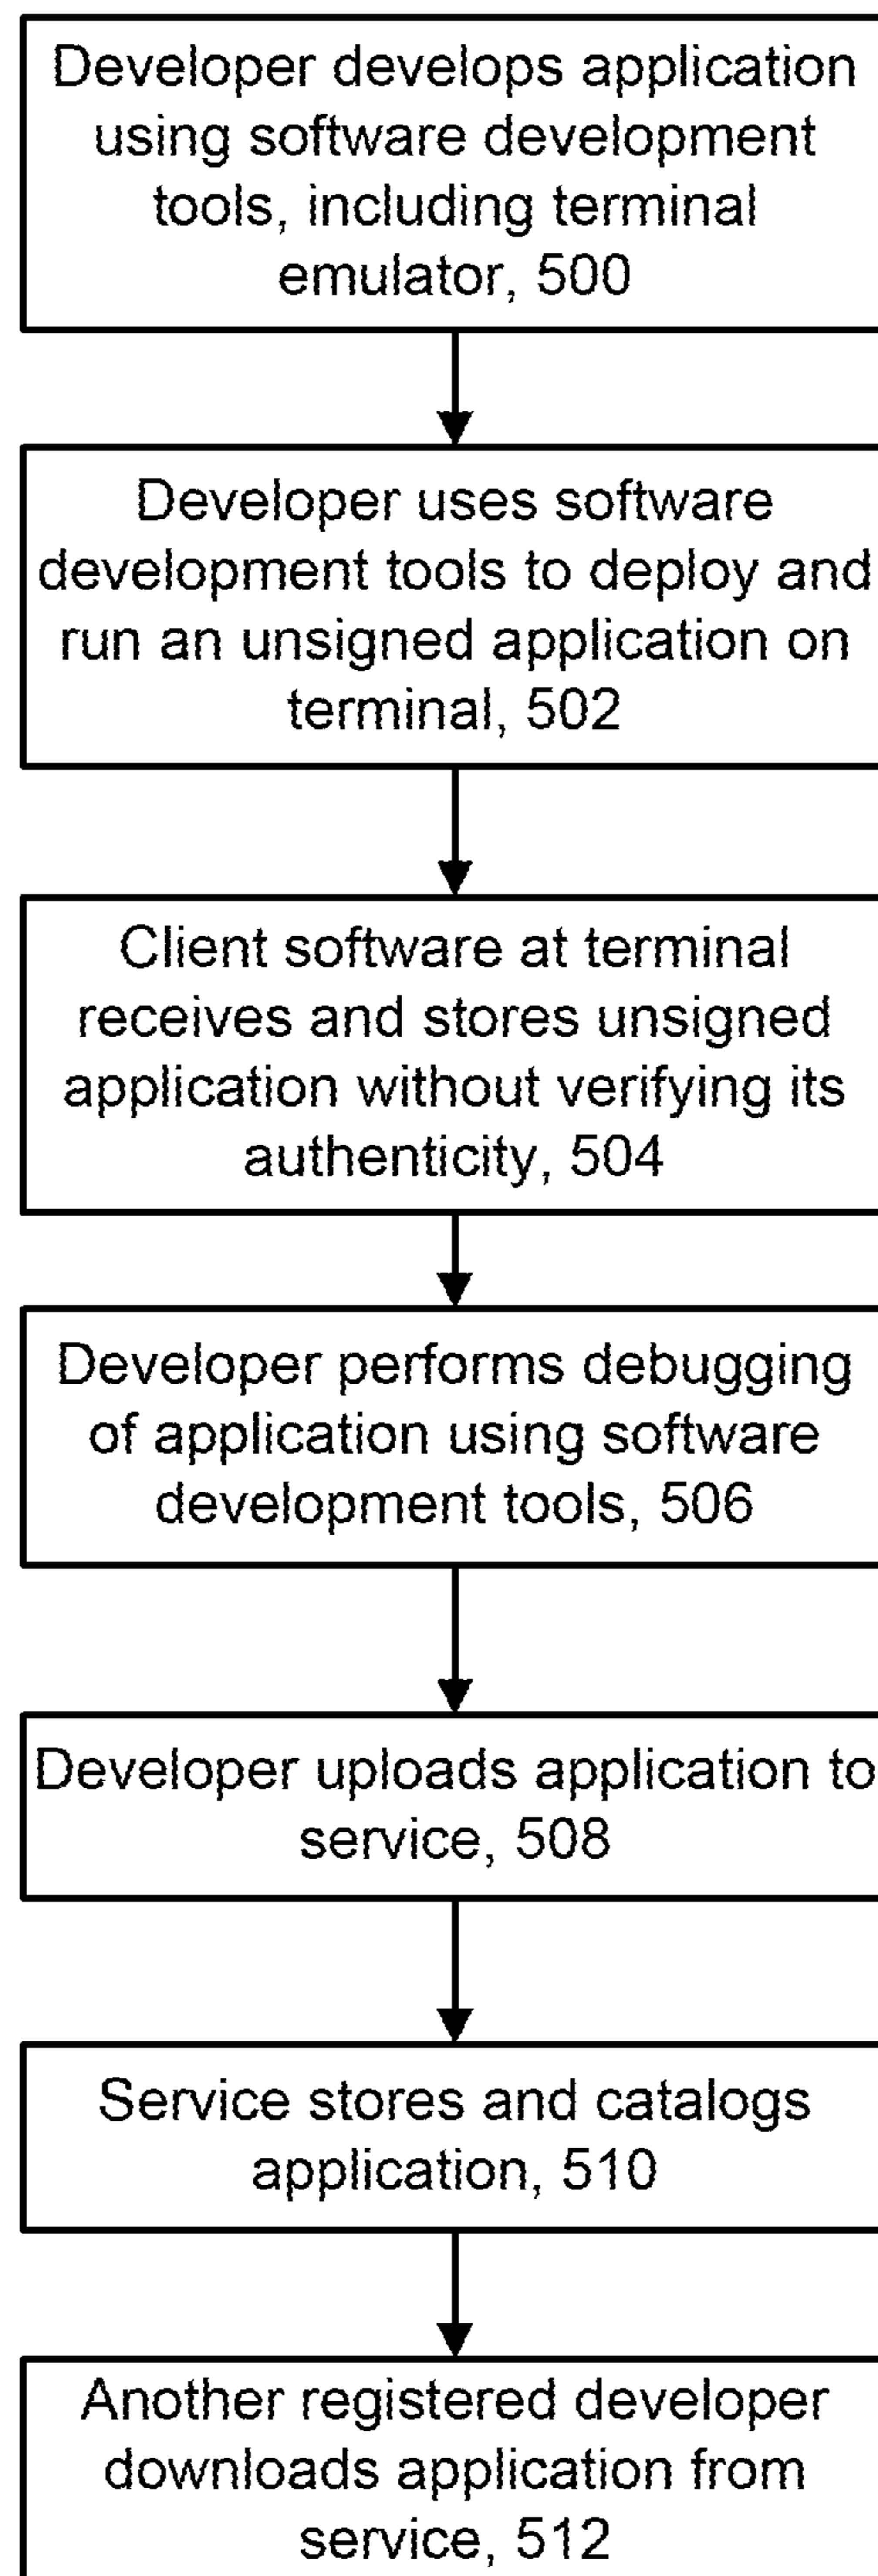 Developer develops application
using software development
tools, including terminal
emulator, 500
Developer uses software
development tools to deploy and
run an unsigned application on
terminal, 502
Client software at terminal
receives and stores unsigned
application without verifying its
authenticity, 504
Developer performs debugging
of application using software
development tools, 506
Developer uploads application to
service, 508
Service stores and catalogs
application, 510
Another registered developer
downloads application from
service, 512